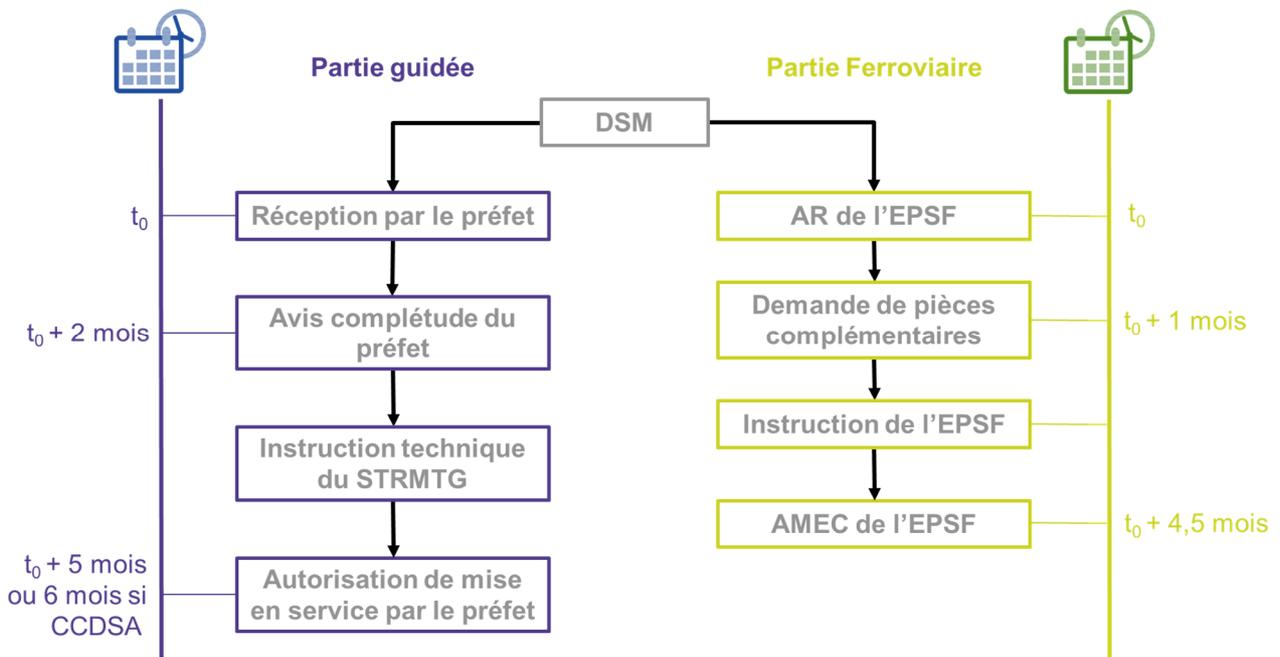 Partie guidée
Partie Ferroviaire
DSM
t₀
Réception par le préfet
AR de l’EPSF
t₀
t₀ + 2 mois
Avis complétude du
préfet
Demande de pièces
complémentaires
t₀ + 1 mois
Instruction technique
du STRMTG
Instruction de l’EPSF
AMEC de l’EPSF
t₀ + 4,5 mois
t₀ + 5 mois
ou 6 mois si
CCDSA
Autorisation de mise
en service par le préfet